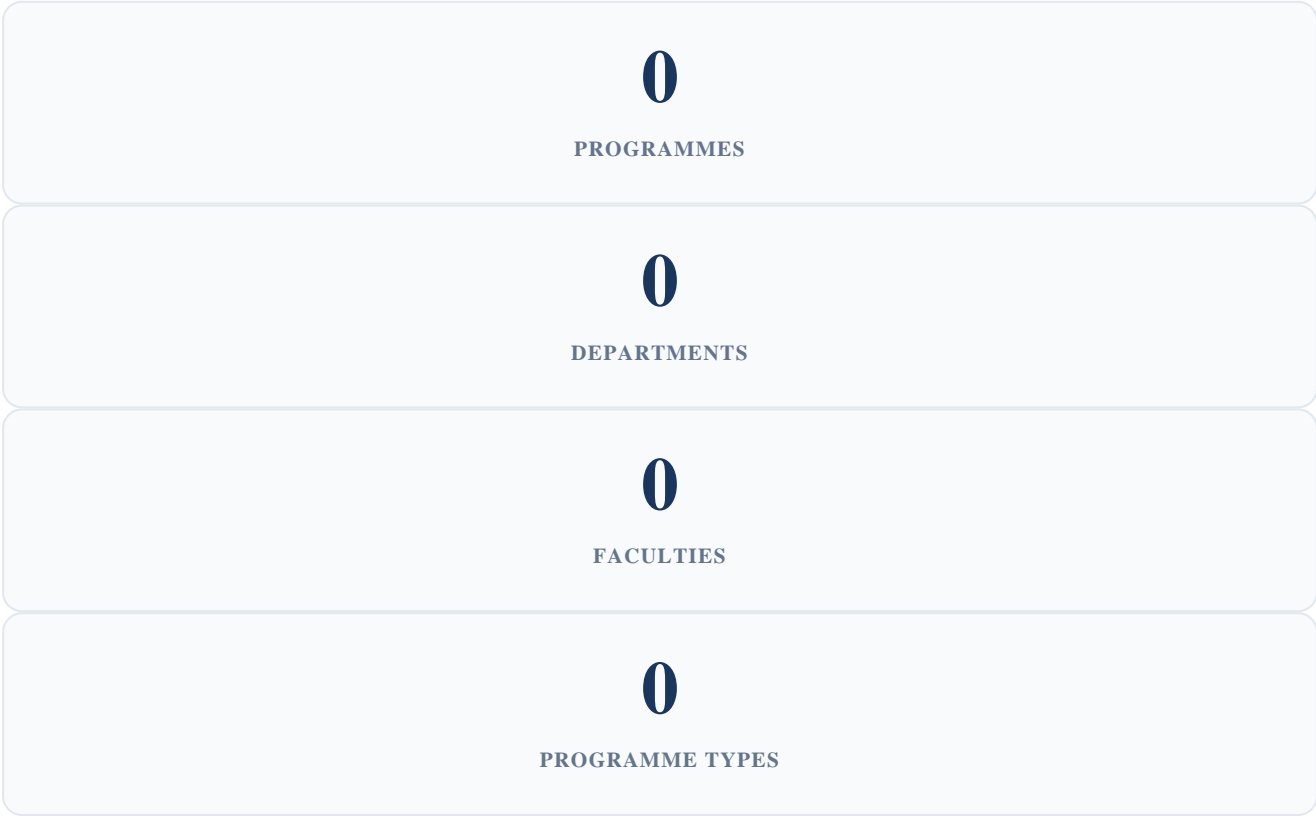 0
PROGRAMMES
0
DEPARTMENTS
0
FACULTIES
0
PROGRAMME TYPES